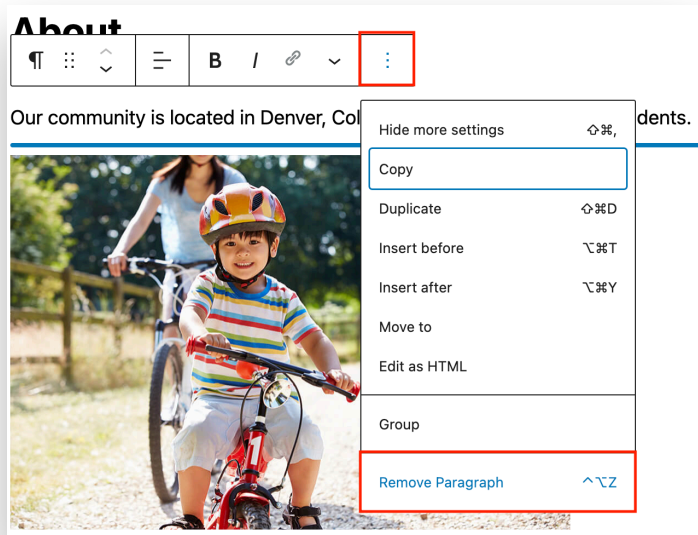 About
B I
Our community is located in Denver, Col
dents.
Hide more settings ⇧⌘,
Copy
Duplicate ⇧⌘D
Insert before ⌥⌘T
Insert after ⌥⌘Y
Move to
Edit as HTML
Group
Remove Paragraph ^⌥Z
1